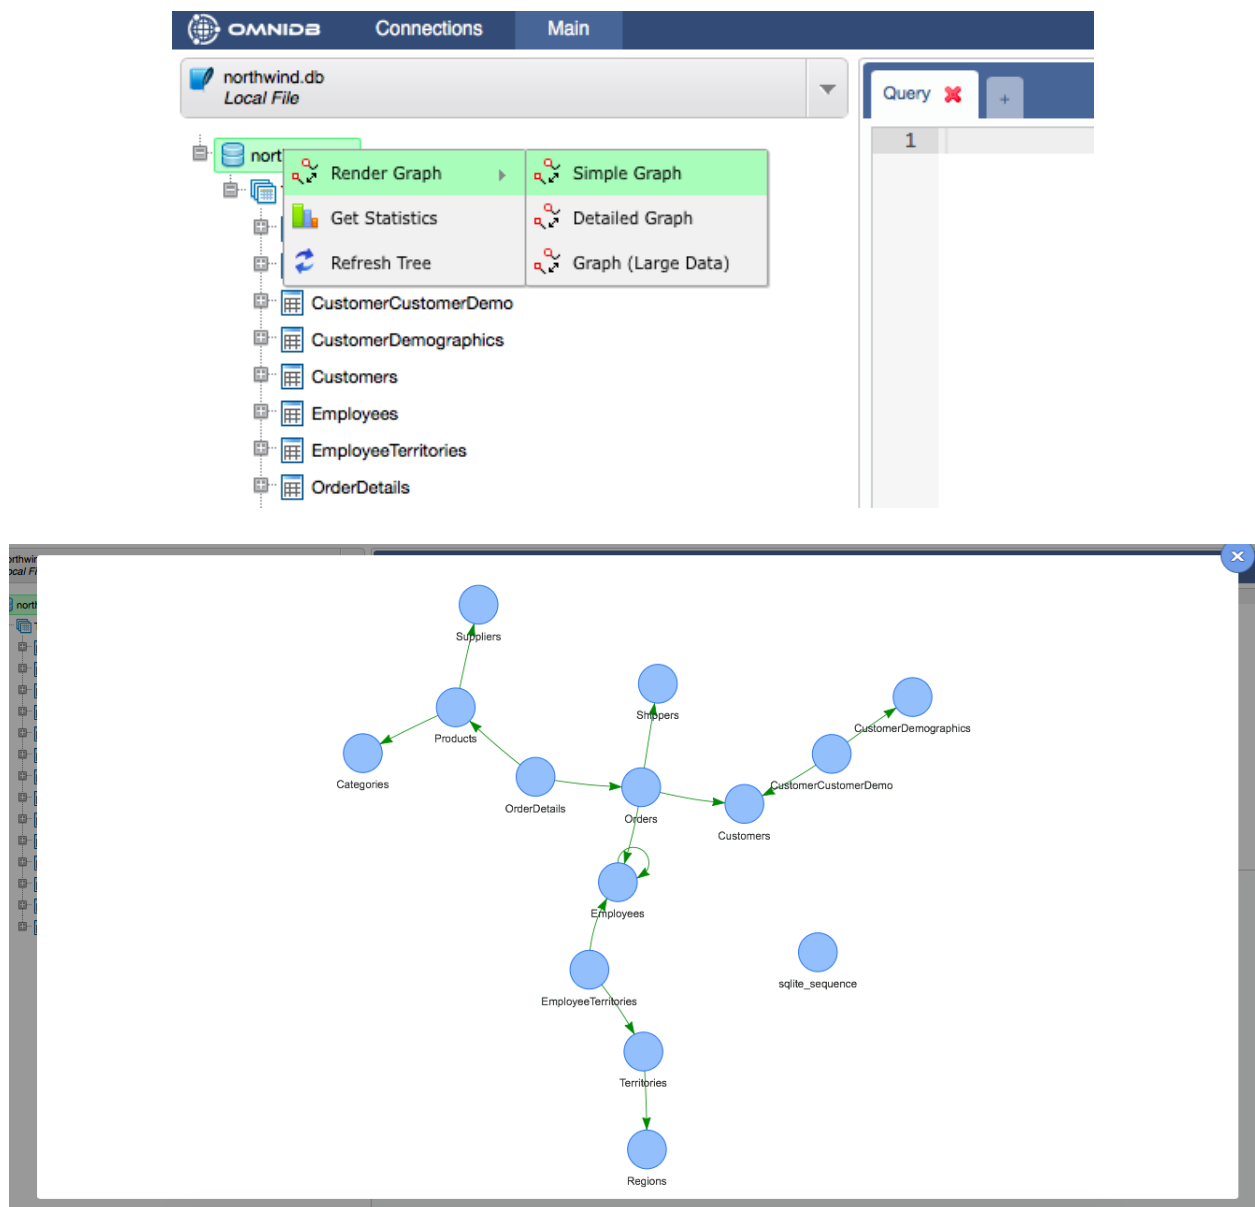 OMNIDB Connections Main
northwind.db
Local File
Query +
1
nort
Render Graph
Simple Graph
Get Statistics
Detailed Graph
Refresh Tree
Graph (Large Data)
CustomerCustomerDemo
CustomerDemographics
Customers
Employees
EmployeeTerritories
OrderDetails
nort
Suppliers
Shippers
CustomerDemographics
Products
Categories
CustomerCustomerDemo
OrderDetails
Orders
Customers
Employees
sqlite_sequence
EmployeeTerritories
Territories
Regions